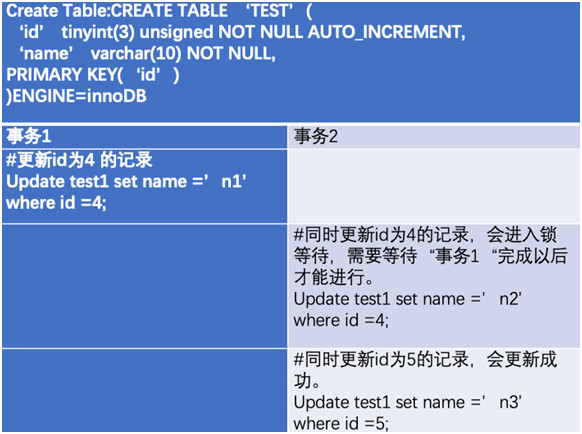 Create Table:CREATE TABLE ‘TEST’ (
‘id’ tinyint(3) unsigned NOT NULL AUTO_INCREMENT,
‘name’ varchar(10) NOT NULL,
PRIMARY KEY( ‘id’ )
)ENGINE=innoDB
事务1
事务2
#更新id为4 的记录
Update test1 set name =’ n1’
where id =4;
#同时更新id为4的记录，会进入锁
等待，需要等待 “事务1 “完成以后
才能进行。
Update test1 set name =’ n2’
where id =4;
#同时更新id为5的记录，会更新成
功。
Update test1 set name =’ n3’
where id =5;